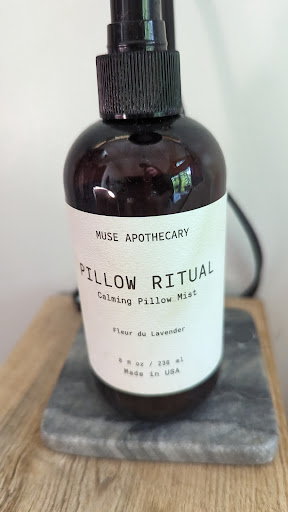 MUSE APOTHECARY
PILLOW RITUAL
Calming Pillow Mist
Fleur du Lavender
8 fl oz / 236 ml
Made in USA